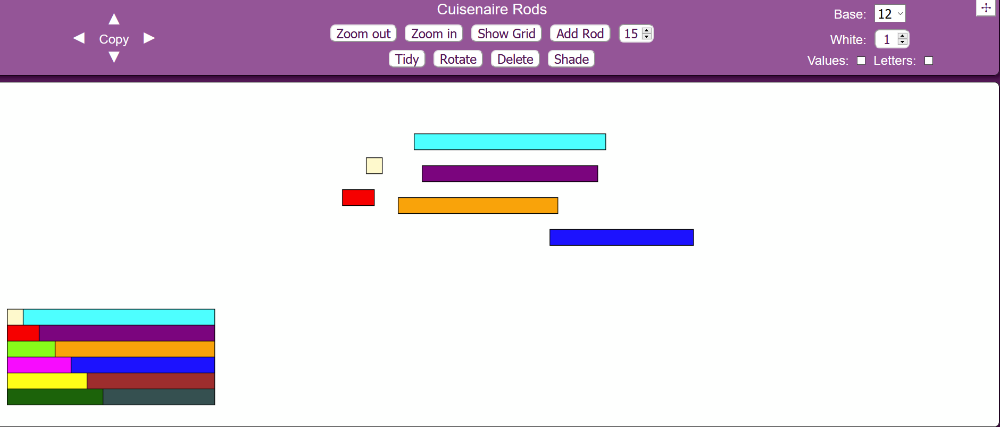 Cuisenaire Rods
Copy
Zoom out Zoom in Show Grid Add Rod 15
Tidy Rotate Delete Shade
Base: 12
White: 1
Values: Letters: